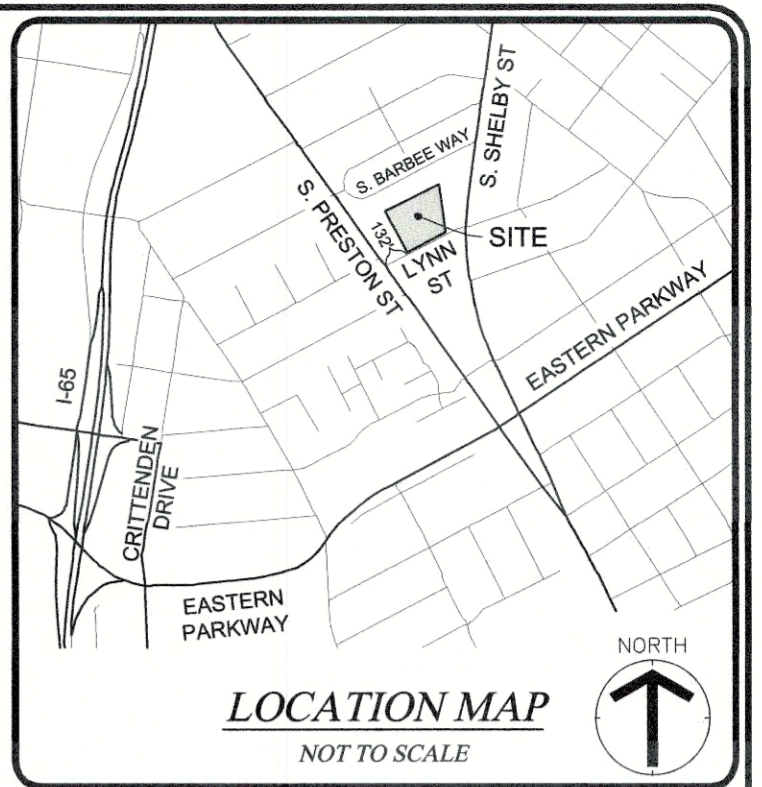 S. SHELBY ST
S. BARBEE WAY
S. PRESTON ST
132'
SITE
LYNN
ST
EASTERN PARKWAY
I-65
CRITTENDEN
DRIVE
EASTERN
PARKWAY
NORTH
LOCATION MAP
NOT TO SCALE